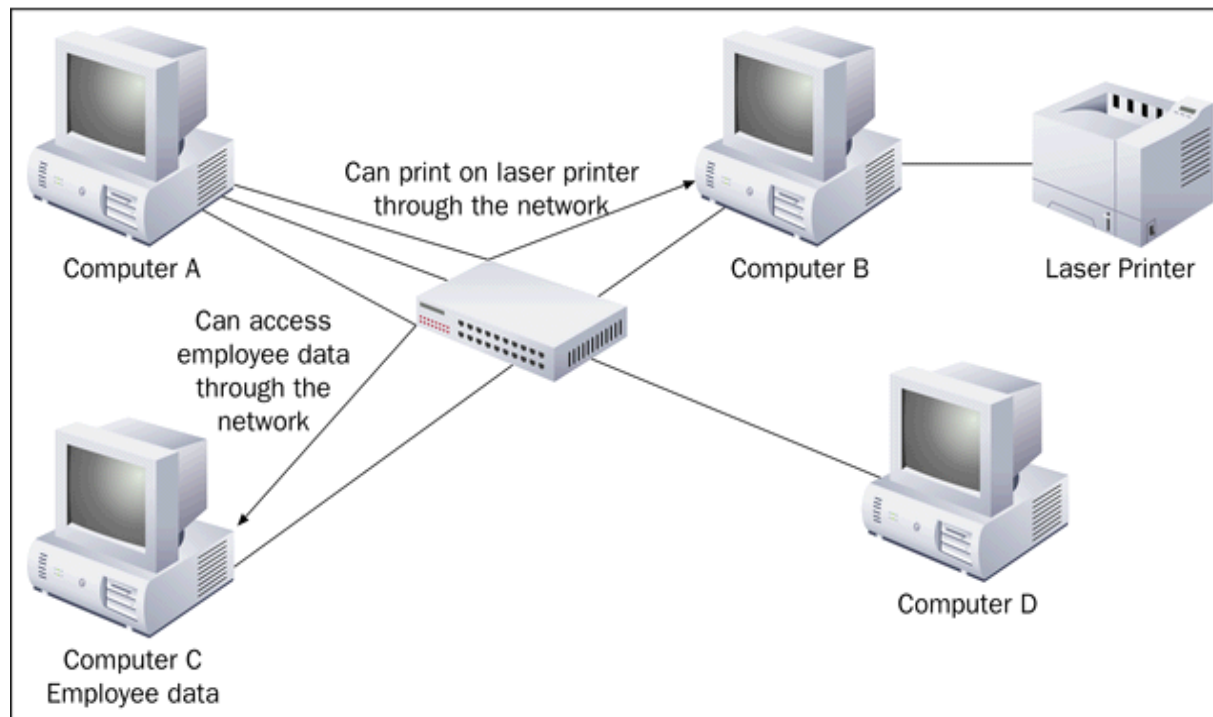 Can print on laser printer
through the network
Computer A
Computer B
Laser Printer
Can access
employee data
through the
network
Computer D
Computer C
Employee data